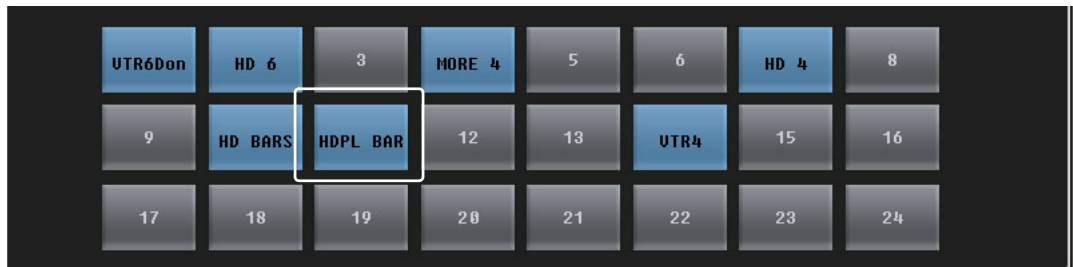 VTR6Don HD 6 3 MORE 4 5 6 HD 4 8
9 HD BARS HDPL BAR 12 13 VTR4 15 16
17 18 19 20 21 22 23 24